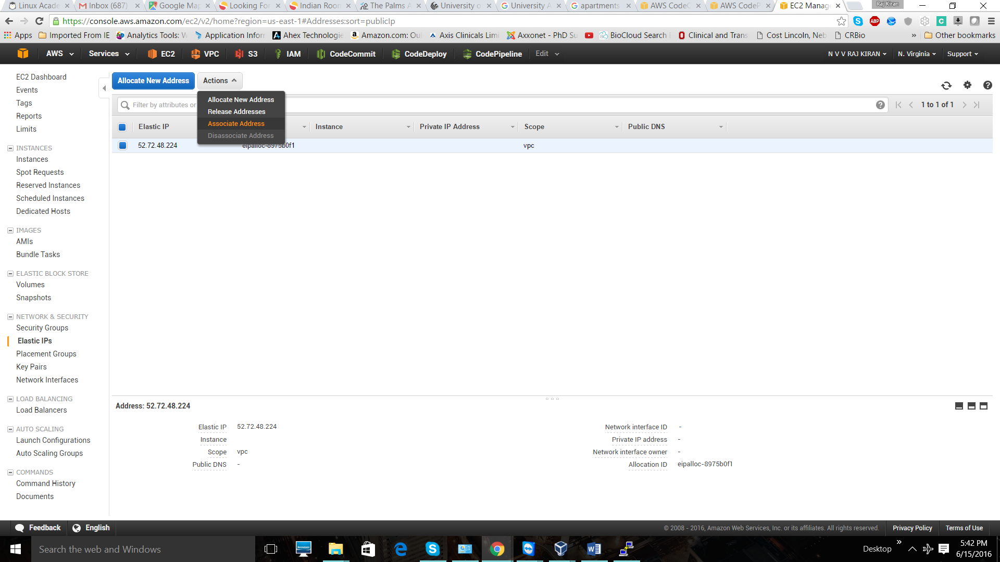 Linux Acade
Inbox (687)
Google Map
Looking For
Indian Room
The Palms A
University o
University A
apartments
AWS CodeC
AWS CodeP
EC2 Manag
Raj Kiran
https://console.aws.amazon.com/ec2/v2/home?region=us-east-1#Addresses:sort=publicIp
ABP
Apps
Imported From IE
Analytics Tools: W
Application Infor
Ahex Technologie
Amazon.com: Ou
Axis Clinicals Limi
Axxonet - PhD Su
BioCloud Search
Clinical and Trans
Cost Lincoln, Neb
CRBio
»
Other bookmarks
AWS
Services
EC2
VPC
S3
IAM
CodeCommit
CodeDeploy
CodePipeline
Edit
N V V RAJ KIRAN
N. Virginia
Support
EC2 Dashboard
Events
Tags
Reports
Limits
INSTANCES
Instances
Spot Requests
Reserved Instances
Scheduled Instances
Dedicated Hosts
IMAGES
AMIs
Bundle Tasks
ELASTIC BLOCK STORE
Volumes
Snapshots
NETWORK & SECURITY
Security Groups
Elastic IPs
Placement Groups
Key Pairs
Network Interfaces
LOAD BALANCING
Load Balancers
AUTO SCALING
Launch Configurations
Auto Scaling Groups
COMMANDS
Command History
Documents
Allocate New Address
Actions
Allocate New Address
Release Addresses
Associate Address
Disassociate Address
Filter by attributes or
1 to 1 of 1
Elastic IP
Instance
Private IP Address
Scope
Public DNS
52.72.48.224
eipalloc-8975b0f1
vpc
Address: 52.72.48.224
Elastic IP 52.72.48.224
Instance
Scope vpc
Public DNS -
Network interface ID -
Private IP address -
Network interface owner -
Allocation ID eipalloc-8975b0f1
Feedback
English
© 2008 - 2016, Amazon Web Services, Inc. or its affiliates. All rights reserved.
Privacy Policy
Terms of Use
Search the web and Windows
Desktop
»
5:42 PM
6/15/2016